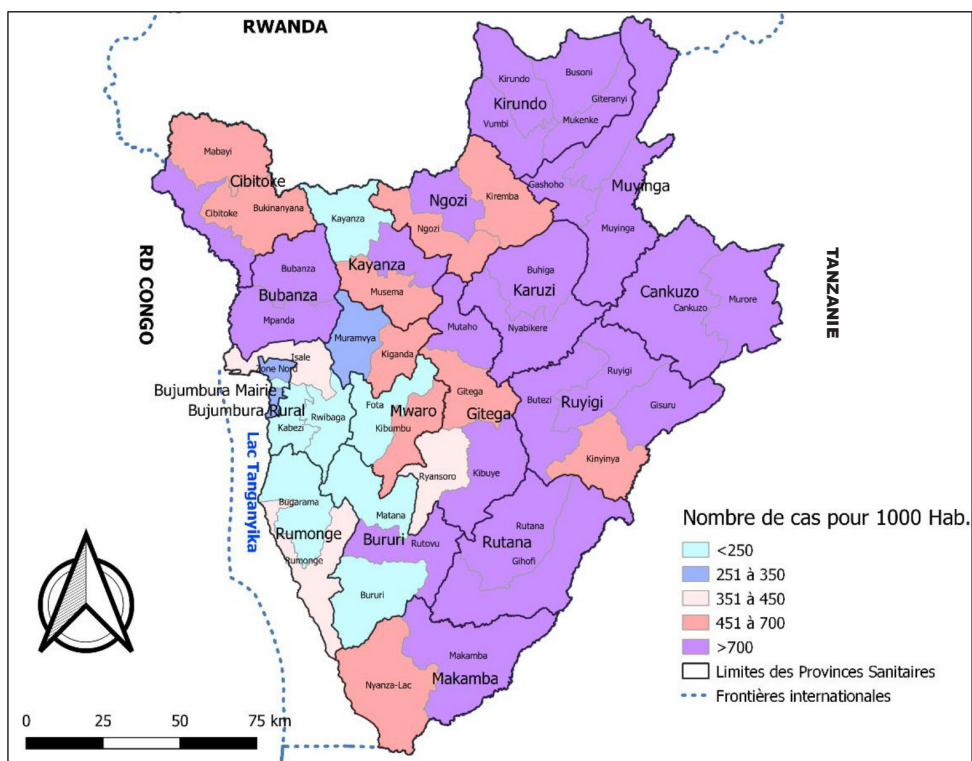 RWANDA
Kirundo
Busoni
Kirundo
Giteranyi
Vumbi
Mukenke
Mabayi
Cibitoke
Cibitoke
Bukinanyana
Kayanza
Ngozi
Kiremba
Ngozi
Gashoho
Muyinga
Muyinga
RD CONGO
TANZANIE
Bubanza
Kayanza
Bubanza
Musema
Mpanda
Buhiga
Karuzi
Nyabikere
Cankuzo
Cankuzo
Murore
Muramvya
Mutaho
Kiganda
Isale
Zone Nord
Bujumbura Mairie
Bujumbura Rural
Kabezi
Rwibaga
Fota
Mwaro
Kibumbu
Gitega
Gitega
Ruyigi
Butezi
Ruyigi
Gisuru
Kinyinya
Ryansoro
Kibuye
Lac Tanganyika
Bugarama
Matana
Rumonge
Rumonge
Bururi
Rutovu
Bururi
Rutana
Rutana
Gihofi
Makamba
Makamba
Nyanza-Lac
Nombre de cas pour 1000 Hab.
<250
251 à 350
351 à 450
451 à 700
>700
Limites des Provinces Sanitaires
Frontières internationales
0 25 50 75 km